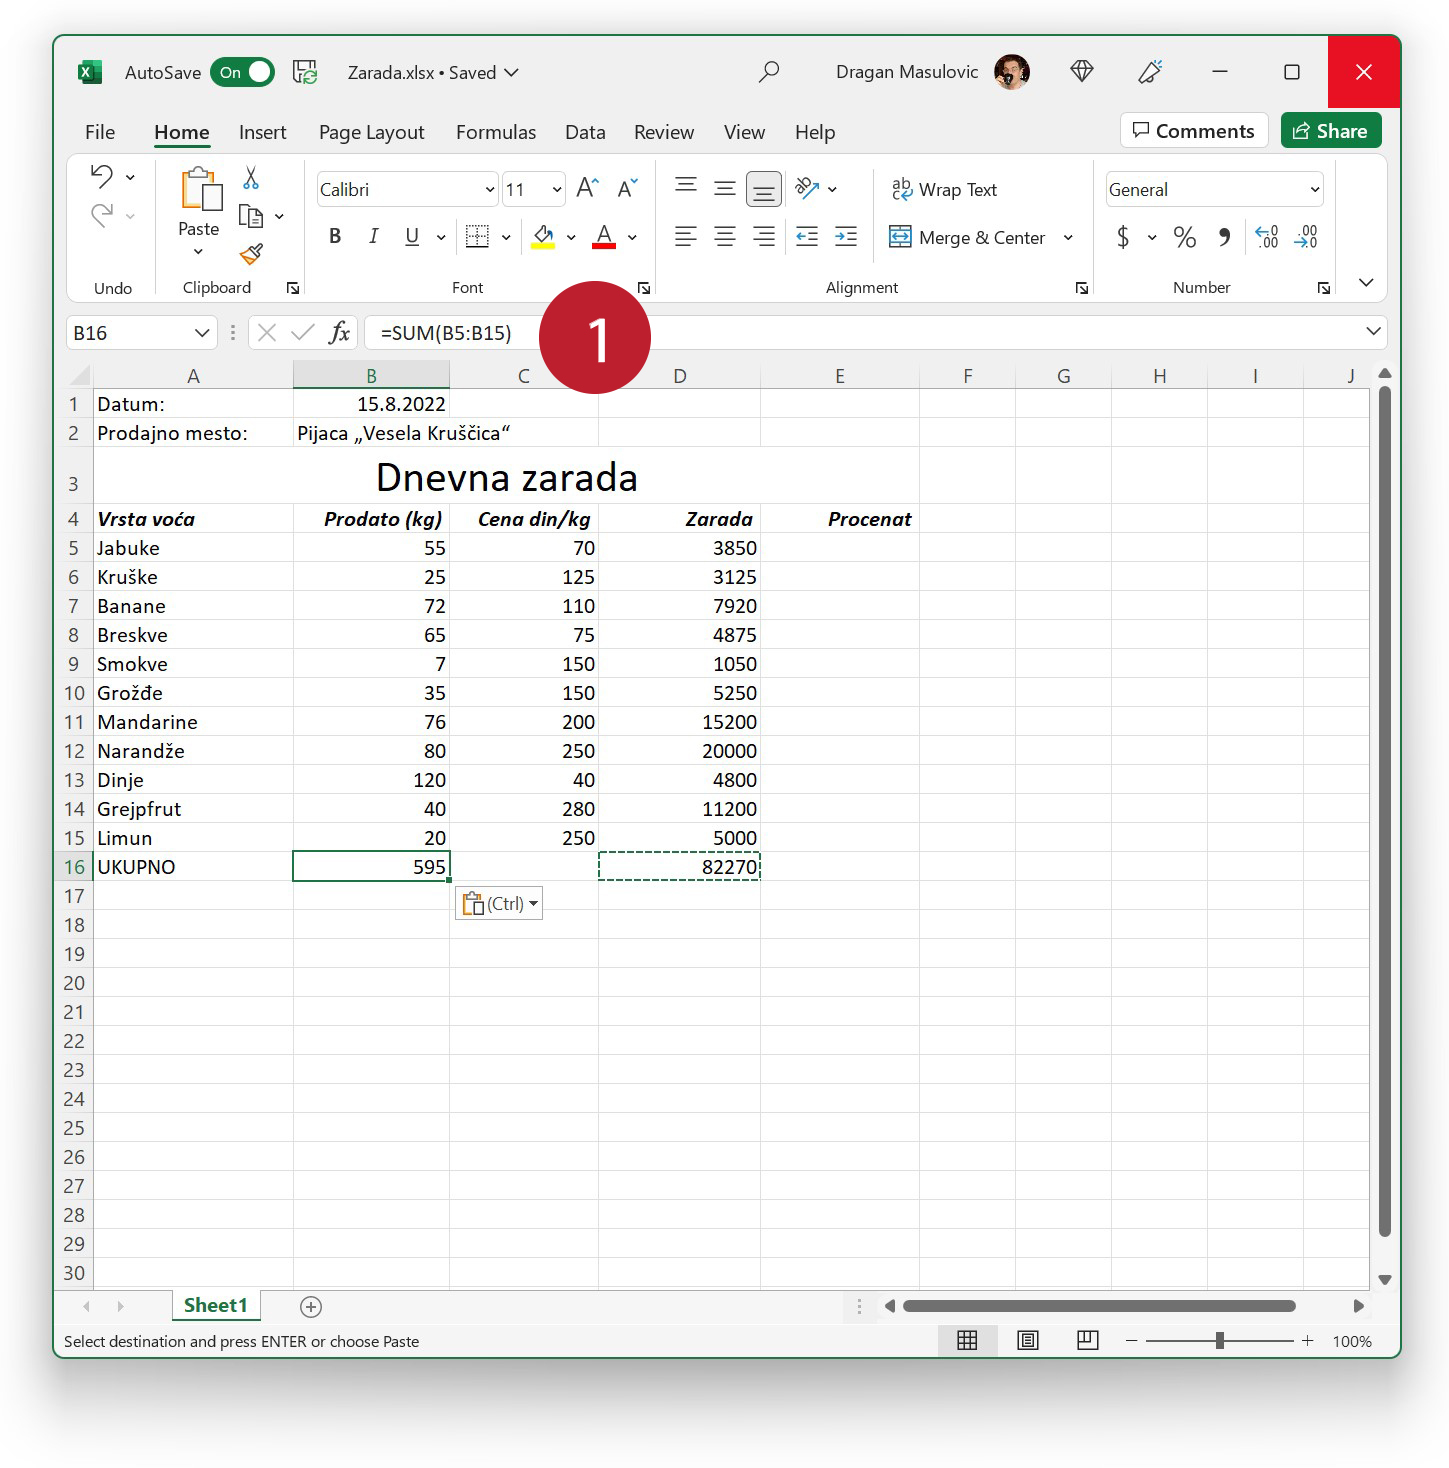 AutoSave On Zarada.xlsx • Saved Dragan Masulovic
File Home Insert Page Layout Formulas Data Review View Help Comments Share
Calibri 11 A A ab Wrap Text General
Paste B I U A Merge & Center $ % 9 .00 .00
Undo Clipboard Font Alignment Number
B16 fx =SUM(B5:B15) 1
A B C D E F G H I J
1 Datum: 15.8.2022
2 Prodajno mesto: Pijaca „Vesela Kruščica“
3 Dnevna zarada
4 Vrsta voća Prodato (kg) Cena din/kg Zarada Procenat
5 Jabuke 55 70 3850
6 Kruške 25 125 3125
7 Banane 72 110 7920
8 Breskve 65 75 4875
9 Smokve 7 150 1050
10 Grožđe 35 150 5250
11 Mandarine 76 200 15200
12 Narandže 80 250 20000
13 Dinje 120 40 4800
14 Grejpfrut 40 280 11200
15 Limun 20 250 5000
16 UKUPNO 595 82270
17 (Ctrl)
18
19
20
21
22
23
24
25
26
27
28
29
30
Sheet1
Select destination and press ENTER or choose Paste 100%